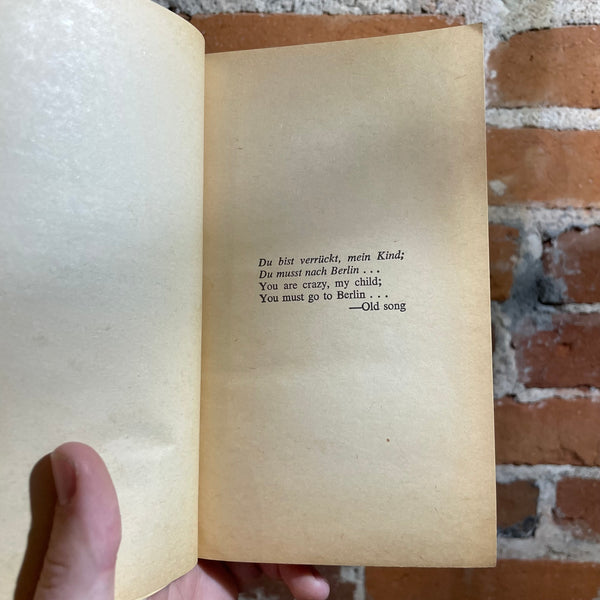 Du bist verrückt, mein Kind;
Du musst nach Berlin . . .
You are crazy, my child;
You must go to Berlin . . .
—Old song